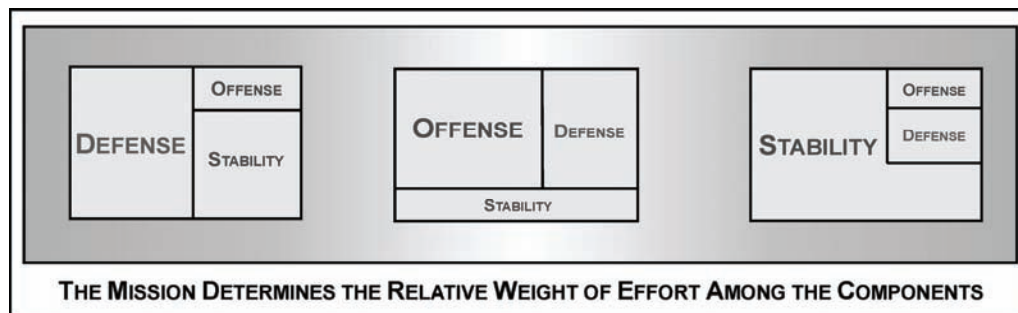 OFFENSE
DEFENSE
STABILITY
OFFENSE
DEFENSE
STABILITY
OFFENSE
STABILITY
DEFENSE
THE MISSION DETERMINES THE RELATIVE WEIGHT OF EFFORT AMONG THE COMPONENTS